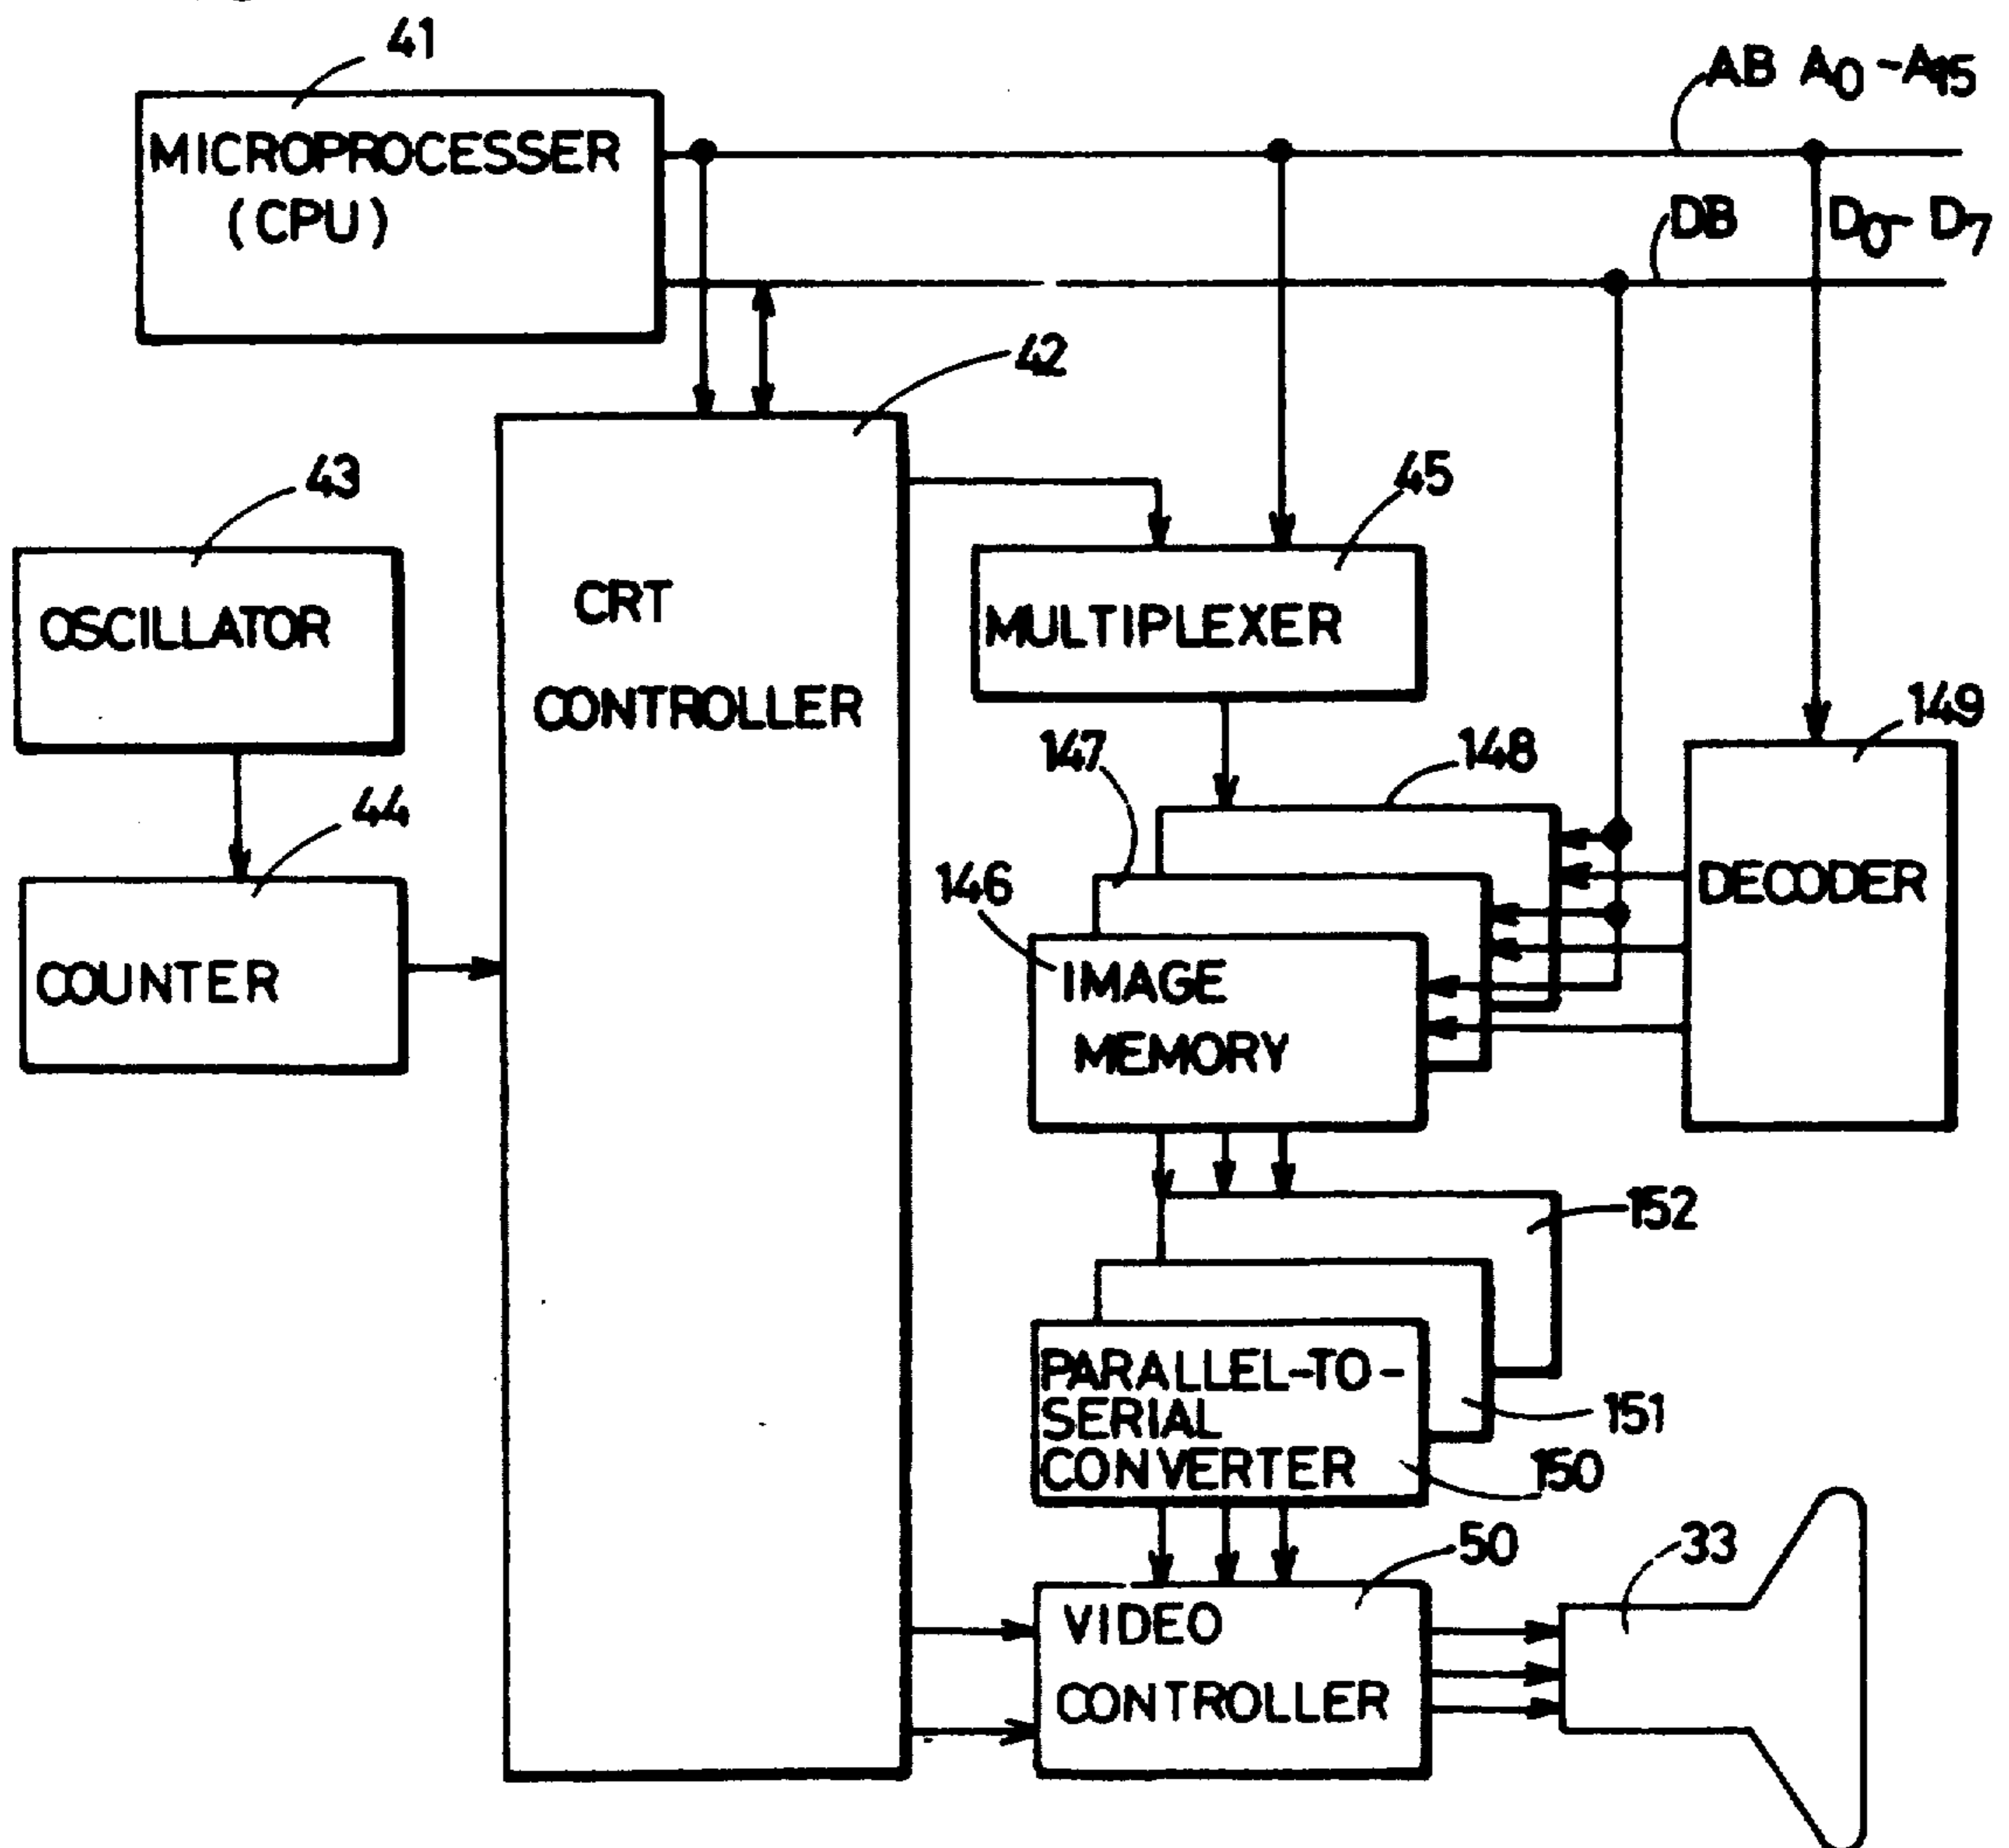 41
AB A0-A15
MICROPROCESSER
(CPU)
DB D0-D7
42
43
45
OSCILLATOR
CRT
CONTROLLER
MULTIPLEXER
149
147
148
44
146
DECODER
COUNTER
IMAGE
MEMORY
152
PARALLEL-TO-
SERIAL
CONVERTER
151
150
50
33
VIDEO
CONTROLLER